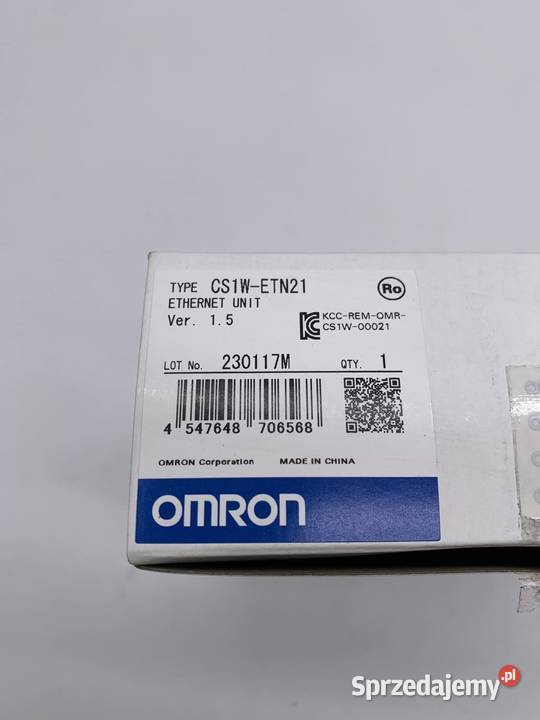 TYPE CS1W-ETN21
ETHERNET UNIT
Ver. 1.5
Ro
KC
KCC-REM-OMR-
CS1W-00021
LOT No. 230117M QTY. 1
4 547648 706568
OMRON Corporation MADE IN CHINA
OMRON
Sprzedajemy.pl